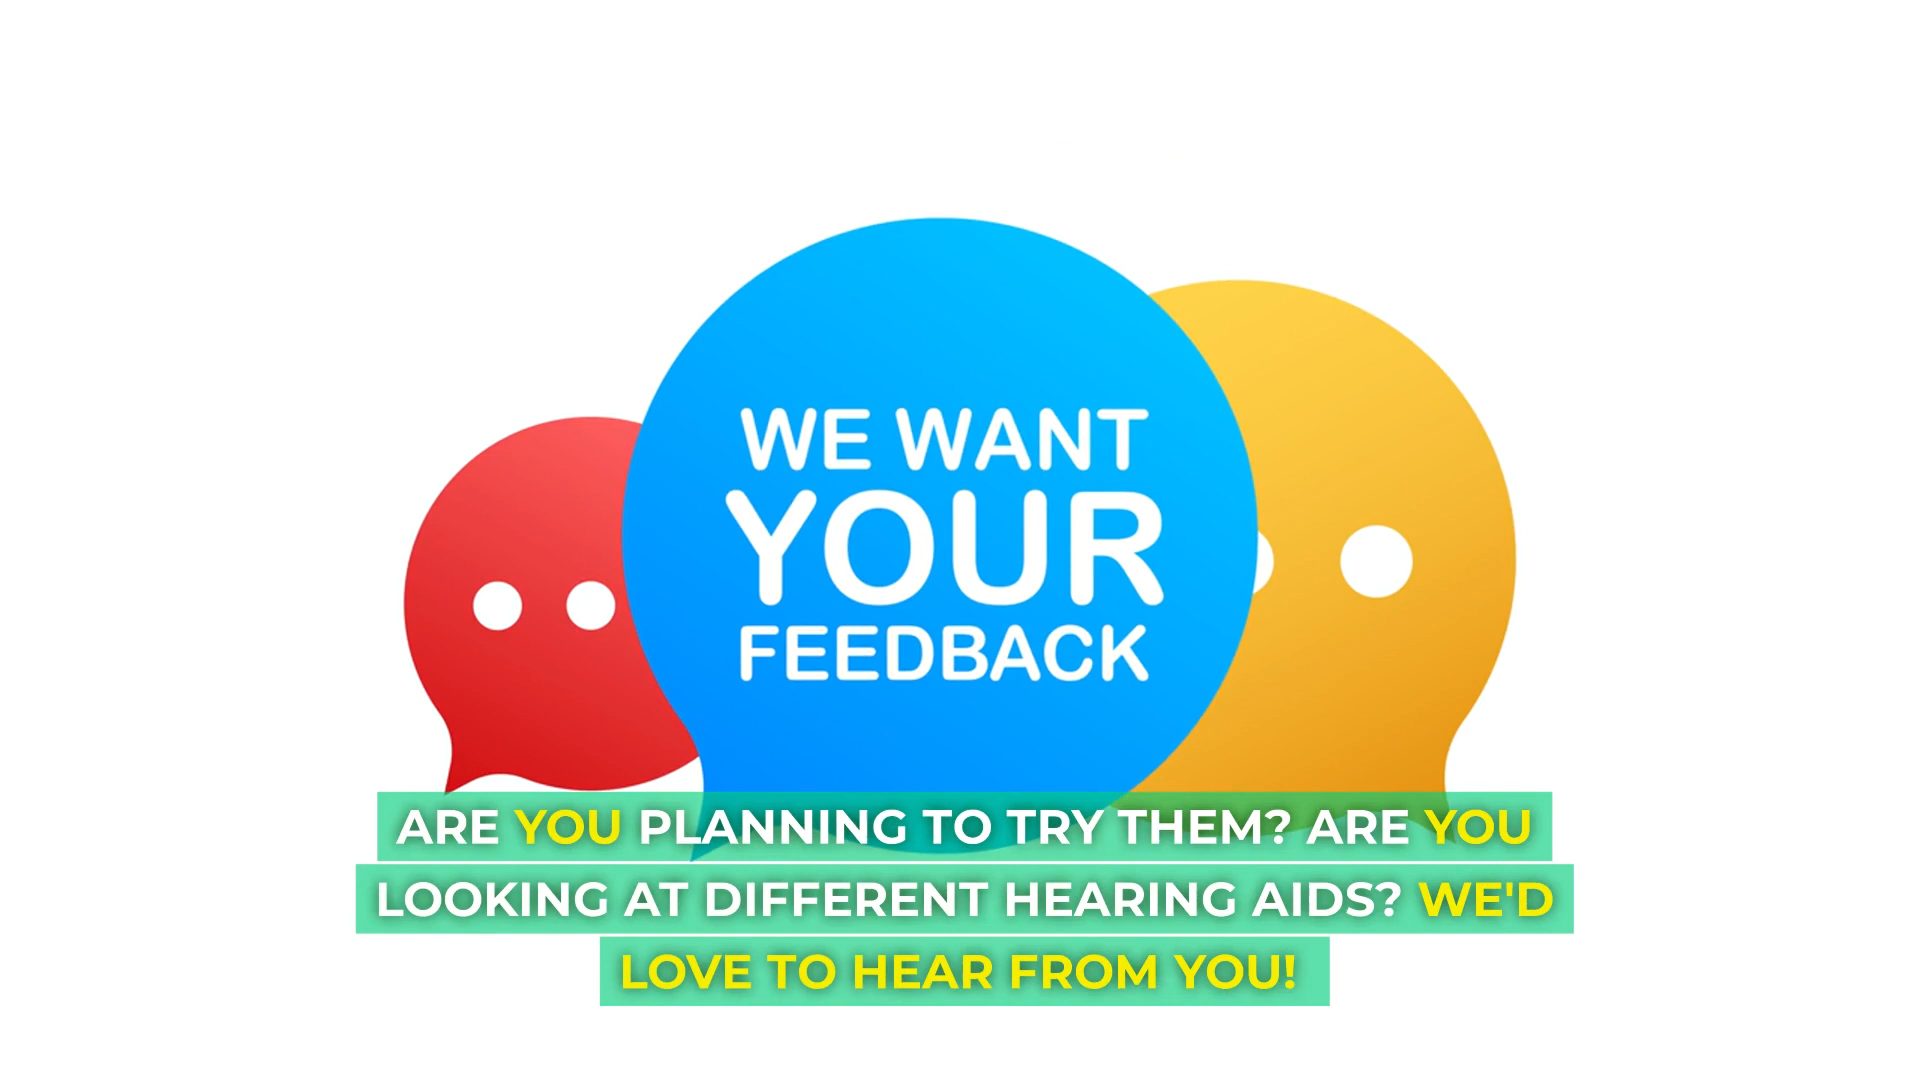 WE WANT
YOUR
FEEDBACK
ARE YOU PLANNING TO TRY THEM? ARE YOU
LOOKING AT DIFFERENT HEARING AIDS? WE'D
LOVE TO HEAR FROM YOU!